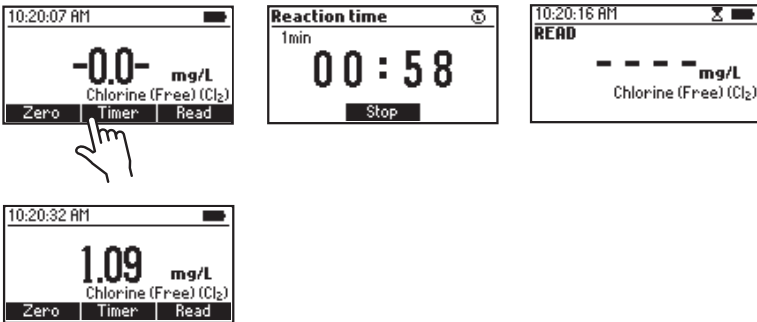 10:20:07 AM
-0.0- mg/L
Chlorine (Free) (Cl₂)
Zero Timer Read
Reaction time
1min
00:58
Stop
10:20:16 AM
READ
---- mg/L
Chlorine (Free) (Cl₂)
10:20:32 AM
1.09 mg/L
Chlorine (Free) (Cl₂)
Zero Timer Read